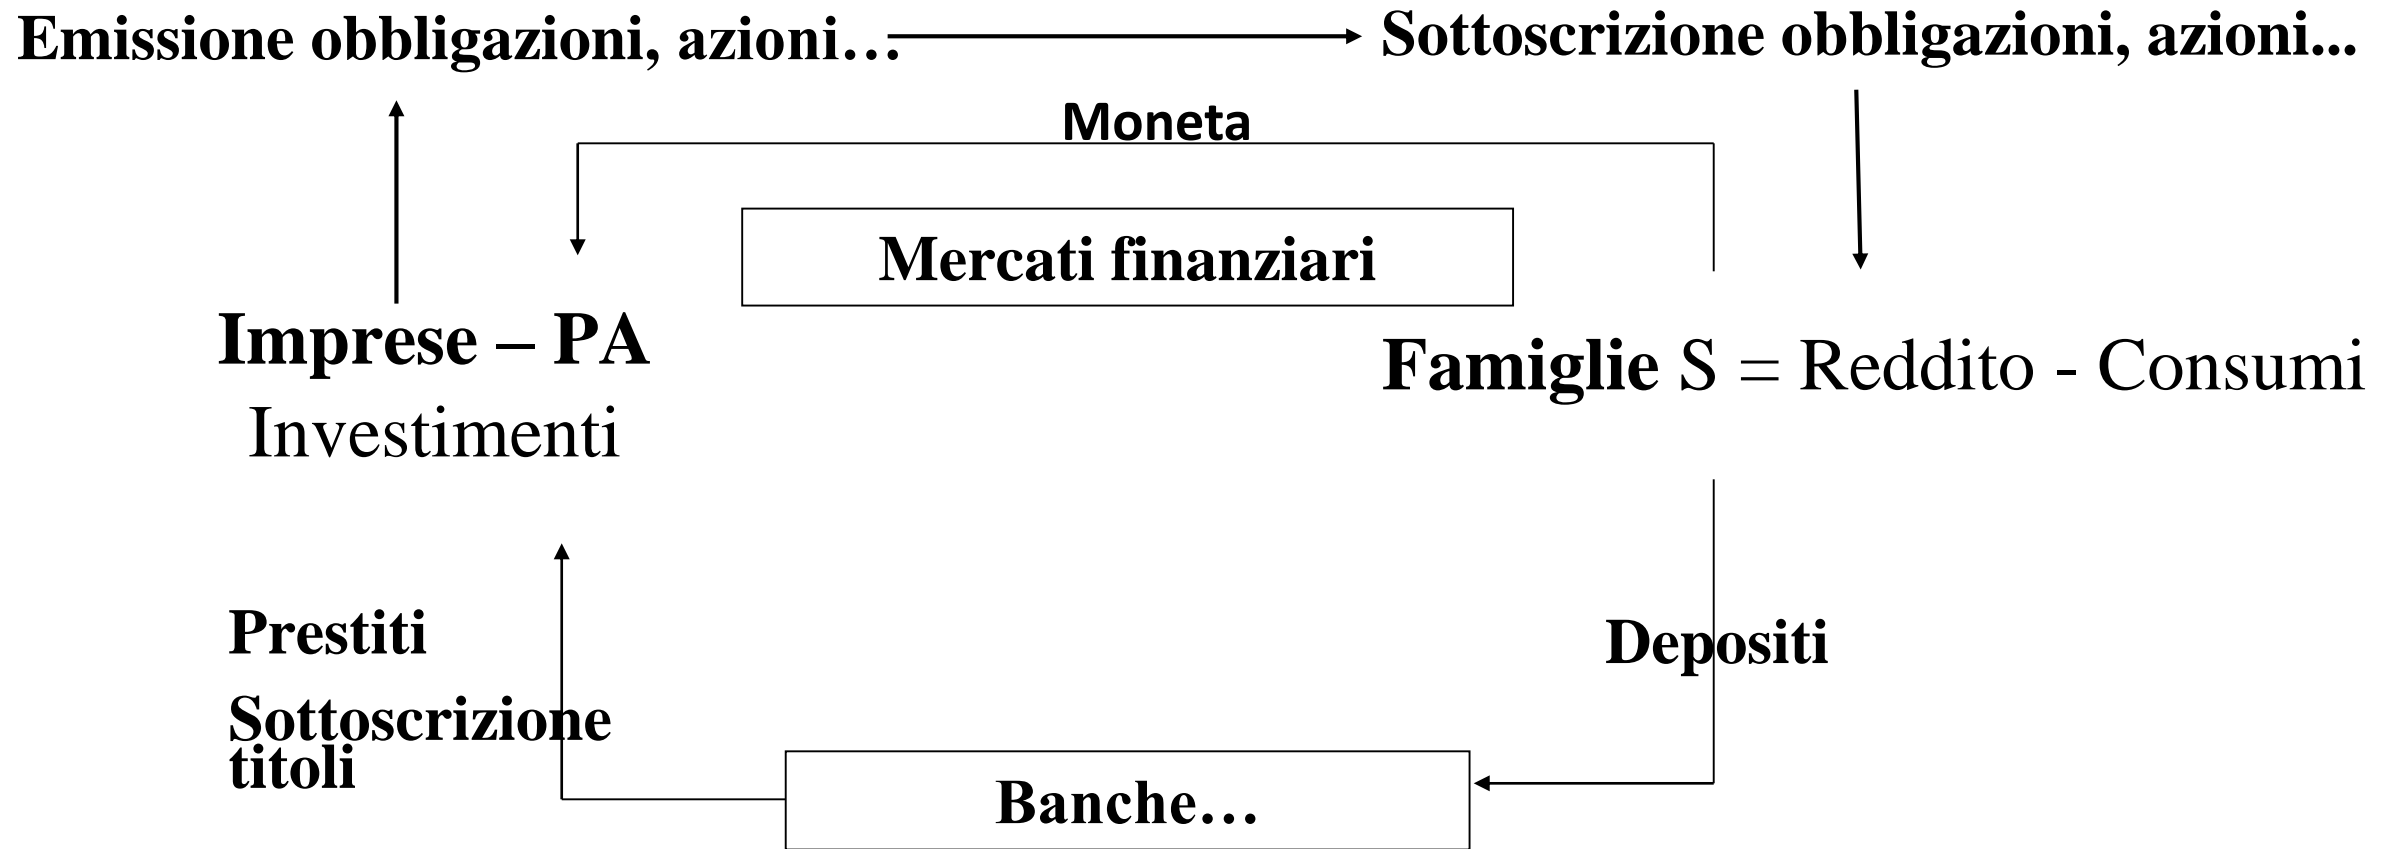 Emissione obbligazioni, azioni…
Sottoscrizione obbligazioni, azioni...
Moneta
Mercati finanziari
Imprese – PA
Investimenti
Famiglie S = Reddito - Consumi
Prestiti
Sottoscrizione
titoli
Depositi
Banche…